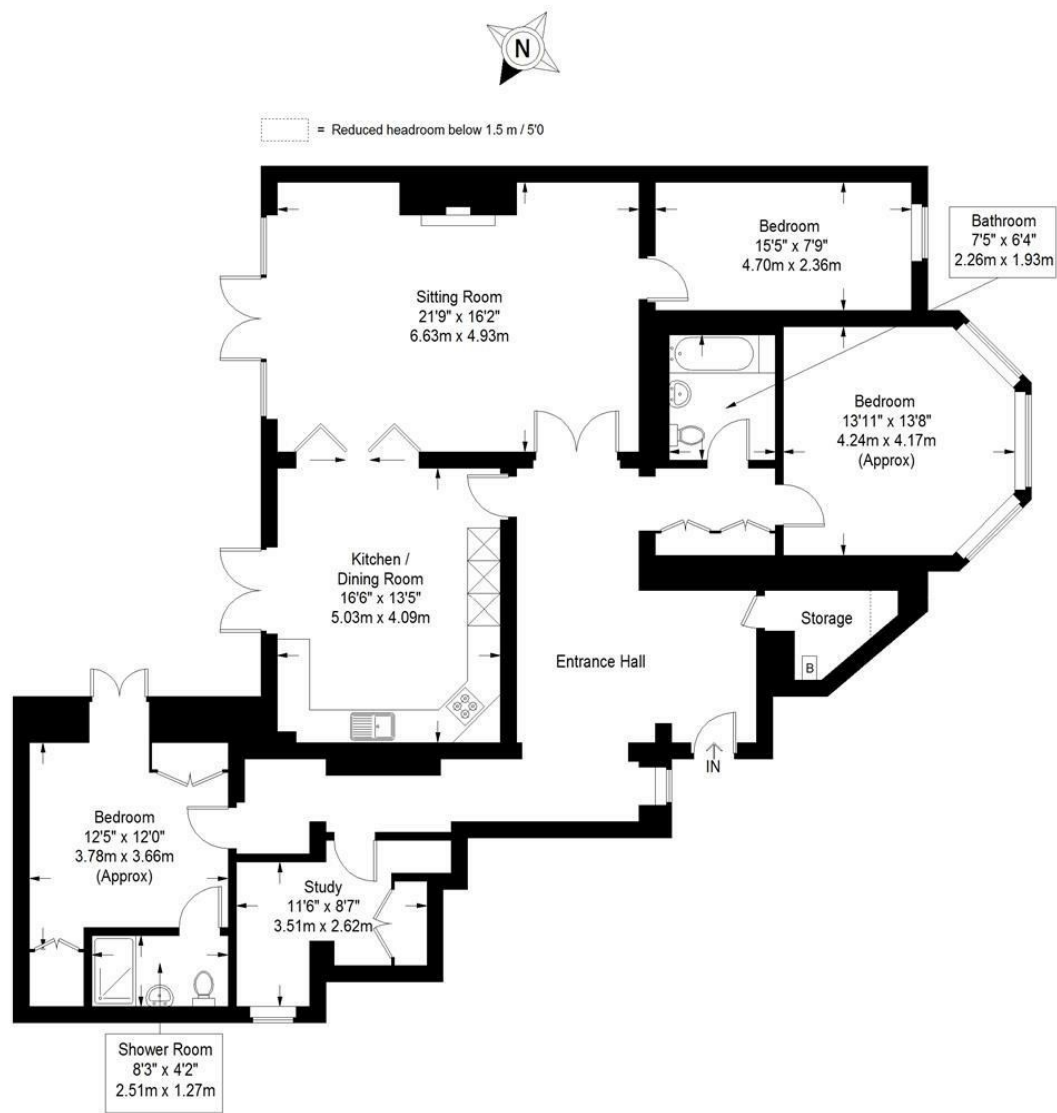 N
= Reduced headroom below 1.5 m / 5'0
Sitting Room
21'9" x 16'2"
6.63m x 4.93m
Bedroom
15'5" x 7'9"
4.70m x 2.36m
Bathroom
7'5" x 6'4"
2.26m x 1.93m
Bedroom
13'11" x 13'8"
4.24m x 4.17m
(Approx)
Kitchen /
Dining Room
16'6" x 13'5"
5.03m x 4.09m
Entrance Hall
Storage
B
IN
Bedroom
12'5" x 12'0"
3.78m x 3.66m
(Approx)
Study
11'6" x 8'7"
3.51m x 2.62m
Shower Room
8'3" x 4'2"
2.51m x 1.27m